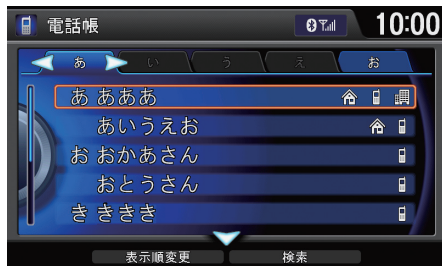 電話帳 10:00
あ い う え お
あ ああああ
あいうえお
お おかあさん
おとうさん
き きききき
表示順変更 検索